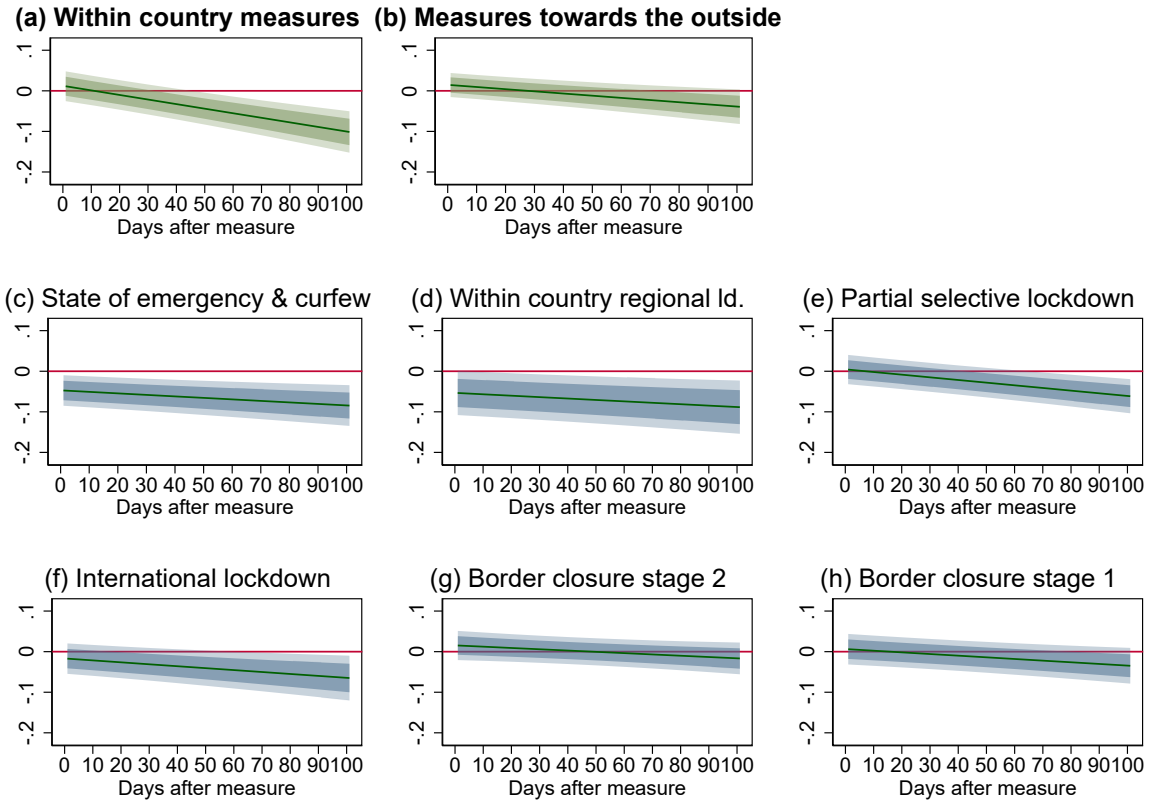 (a) Within country measures (b) Measures towards the outside
.1 .1
0 0
-.1 -.1
-.2 -.2
0 10 20 30 40 50 60 70 80 90100 0 10 20 30 40 50 60 70 80 90100
Days after measure Days after measure
(c) State of emergency & curfew (d) Within country regional ld. (e) Partial selective lockdown
.1 .1 .1
0 0 0
-.1 -.1 -.1
-.2 -.2 -.2
0 10 20 30 40 50 60 70 80 90100 0 10 20 30 40 50 60 70 80 90100 0 10 20 30 40 50 60 70 80 90100
Days after measure Days after measure Days after measure
(f) International lockdown (g) Border closure stage 2 (h) Border closure stage 1
.1 .1 .1
0 0 0
-.1 -.1 -.1
-.2 -.2 -.2
0 10 20 30 40 50 60 70 80 90100 0 10 20 30 40 50 60 70 80 90100 0 10 20 30 40 50 60 70 80 90100
Days after measure Days after measure Days after measure